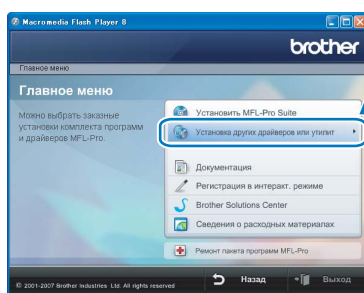 Macromedia Flash Player 8
brother
Главное меню
Главное меню
Можно выбрать заказные
установки комплекта программ
и драйверов MFL-Pro.
Установить MFL-Pro Suite
Установка других драйверов или утилит
Документация
Регистрация в интеракт. режиме
Brother Solutions Center
Сведения о расходных материалах
Ремонт пакета программ MFL-Pro
© 2001-2007 Brother Industries Ltd. All rights reserved
Назад
Выход